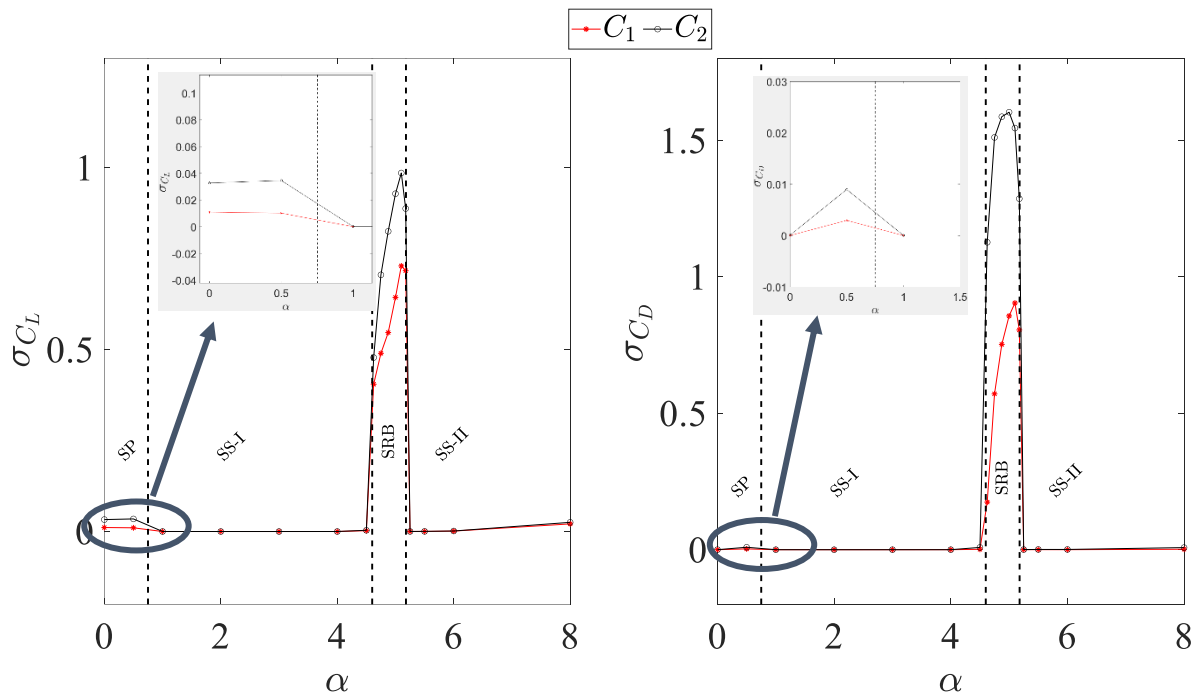 C1 C2
σCL
1
0.5
0
0 2 4 6 8
α
SP
SS-I
SRB
SS-II
σCL
0.1
0.08
0.06
0.04
0.02
0
-0.02
-0.04
0 0.5 1
α
σCD
1.5
1
0.5
0
0 2 4 6 8
α
SP
SS-I
SRB
SS-II
σCD
0.03
0.02
0.01
0
-0.01
0 0.5 1 1.5
α